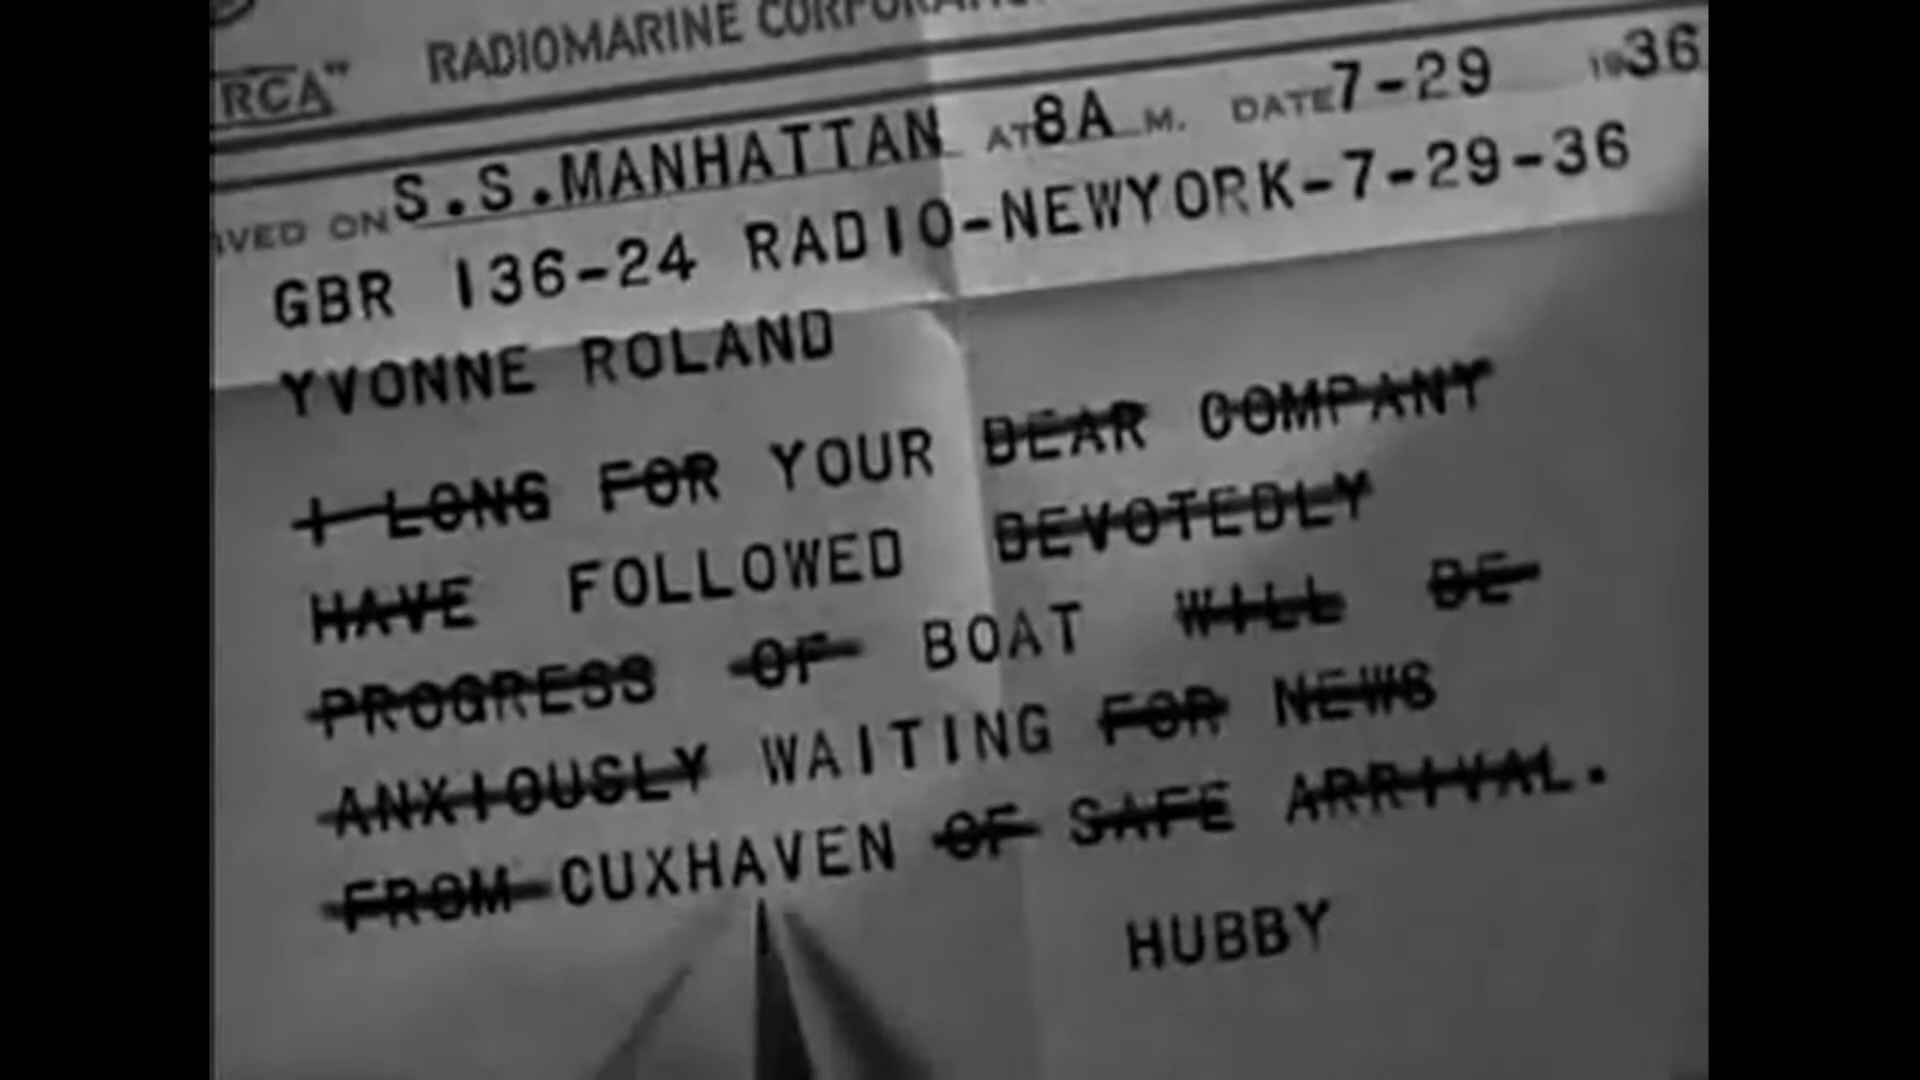 RCA" RADIOMARINE
S.S.MANHATTAN AT 8A M. DATE 7-29 1936
GBR 136-24 RADIO-NEWYORK-7-29-36
YVONNE ROLAND
I LONG FOR YOUR DEAR COMPANY
HAVE FOLLOWED DEVOTEDLY
PROGRESS OF BOAT WILL BE
ANXIOUSLY WAITING FOR NEWS
FROM CUXHAVEN OF SAFE ARRIVAL.
HUBBY